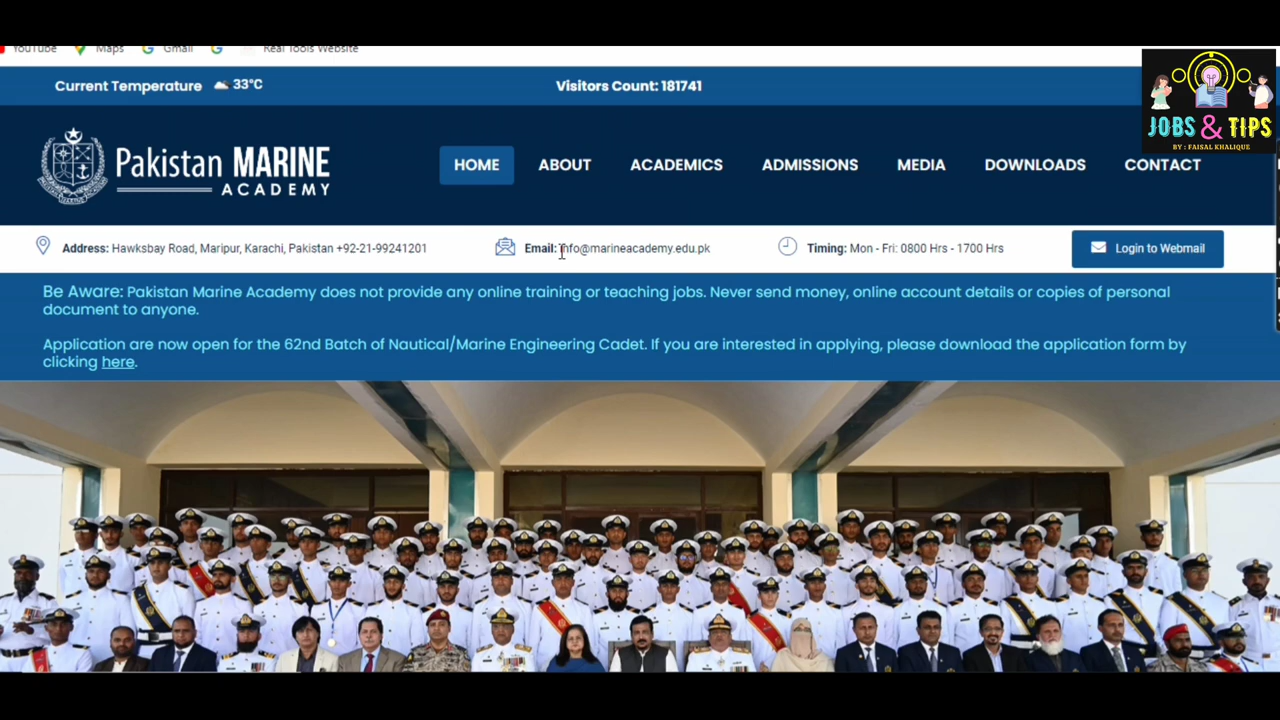 YouTube Maps Gmail Real Tools Website
Current Temperature 33°C Visitors Count: 181741
JOBS & TIPS
BY : FAISAL KHALIQUE
Pakistan MARINE
ACADEMY
HOME ABOUT ACADEMICS ADMISSIONS MEDIA DOWNLOADS CONTACT
Address: Hawksbay Road, Maripur, Karachi, Pakistan +92-21-99241201 Email: info@marineacademy.edu.pk Timing: Mon - Fri: 0800 Hrs - 1700 Hrs Login to Webmail
Be Aware: Pakistan Marine Academy does not provide any online training or teaching jobs. Never send money, online account details or copies of personal
document to anyone.
Application are now open for the 62nd Batch of Nautical/Marine Engineering Cadet. If you are interested in applying, please download the application form by
clicking here.